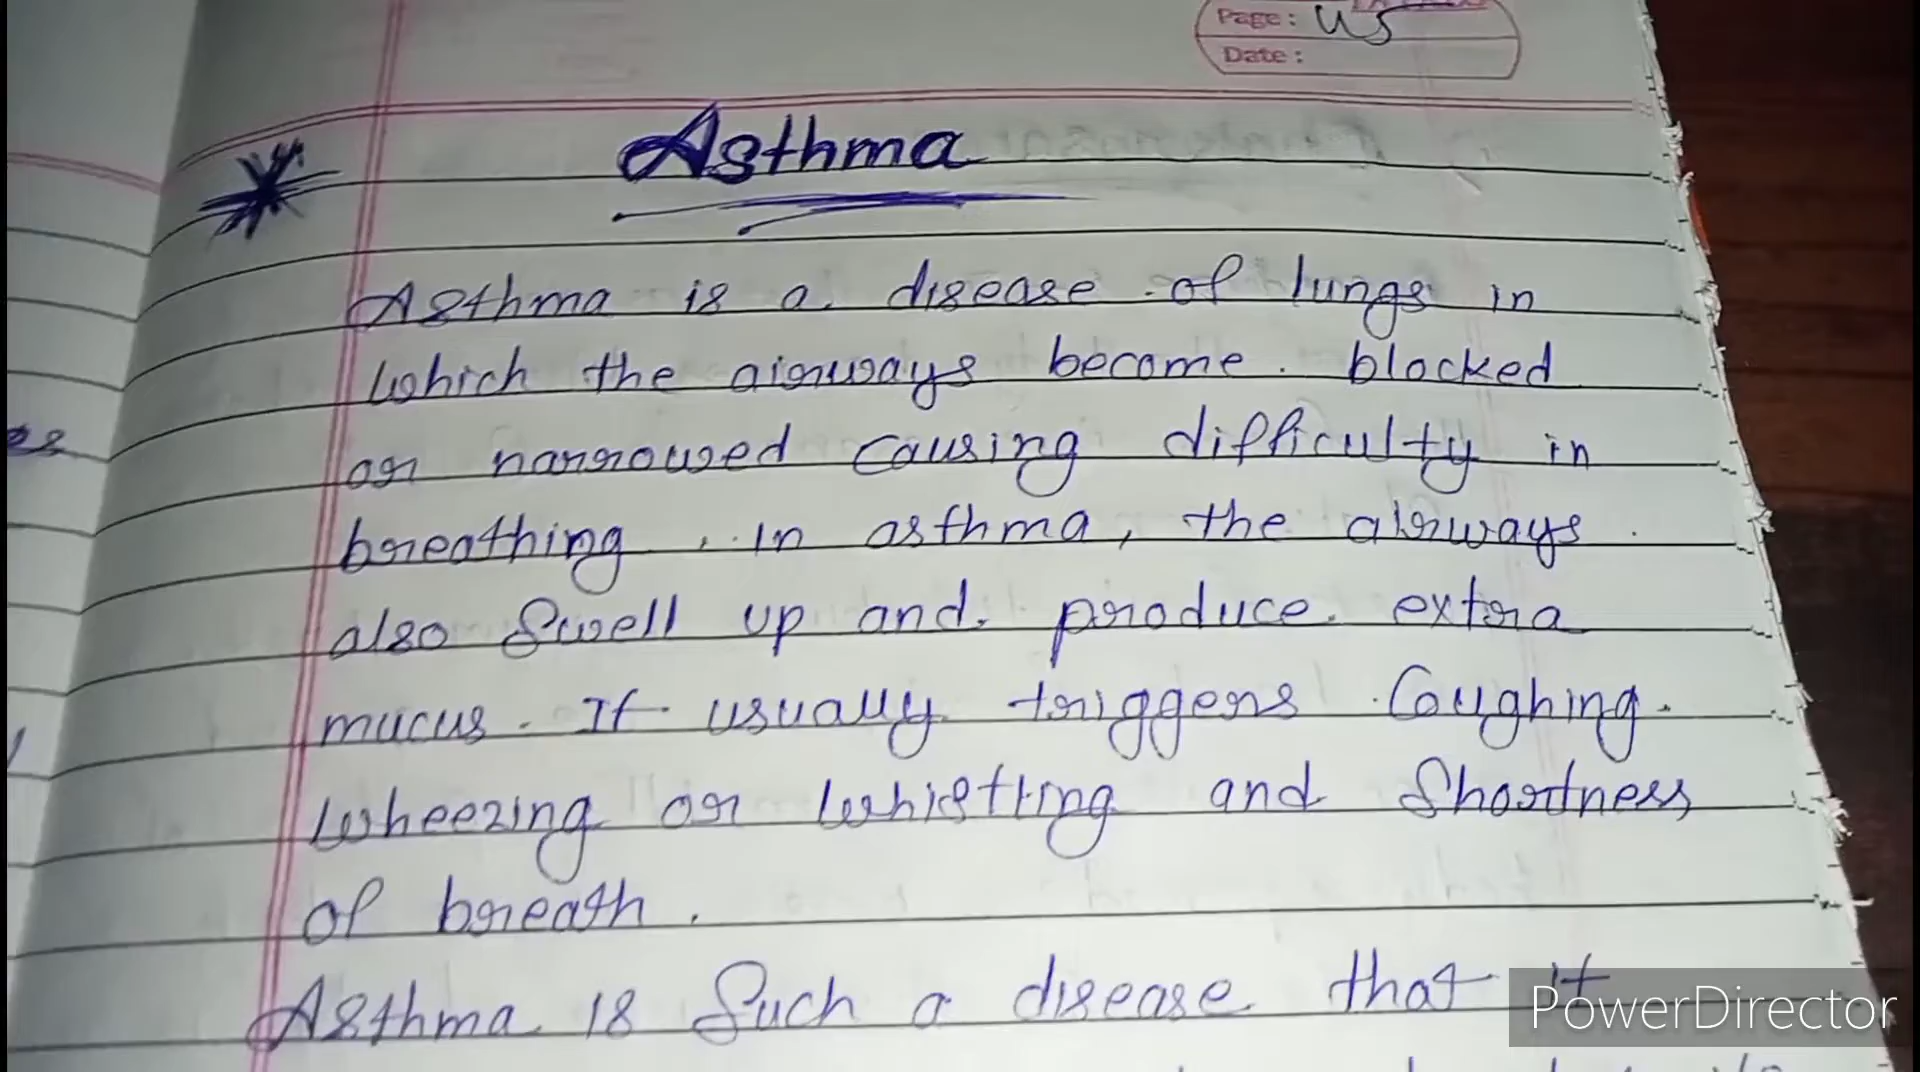 Page: 45
Date:
Asthma
Asthma is a disease of lungs in
which the airways become blocked
or narrowed causing difficulty in
breathing. In asthma, the airways
also swell up and produce extra
mucus. It usually triggers Coughing.
wheezing or whistling and Shortness
of breath.
Asthma is Such a disease that it
PowerDirector